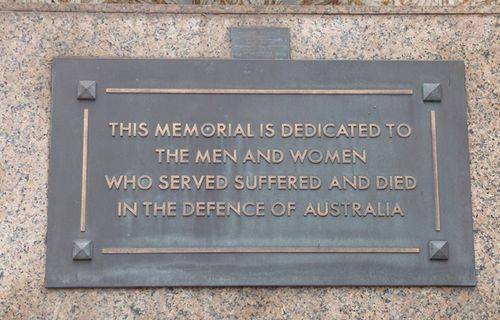 THIS MEMORIAL IS DEDICATED TO
THE MEN AND WOMEN
WHO SERVED SUFFERED AND DIED
IN THE DEFENCE OF AUSTRALIA